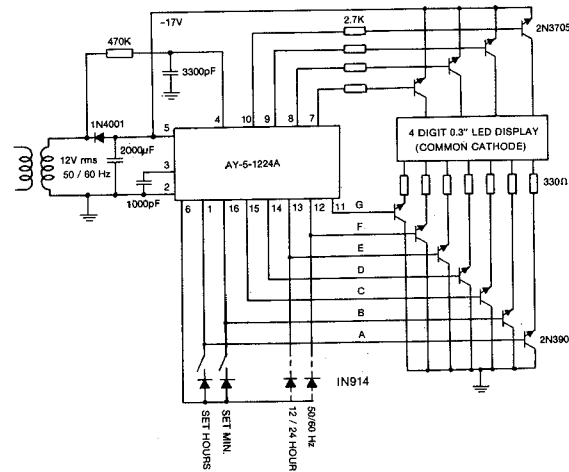 -17V
2.7K
2N3705
470K
3300pF
4
10
9
8
7
1N4001
5
12V rms
50 / 60 Hz
2000µF
3
AY-5-1224A
4 DIGIT 0.3" LED DISPLAY
(COMMON CATHODE)
1000pF
2
6
1
16
15
14
13
12
11
330Ω
G
F
E
D
C
B
A
2N390
IN914
SET HOURS
SET MIN.
12 / 24 HOUR
50/60 Hz